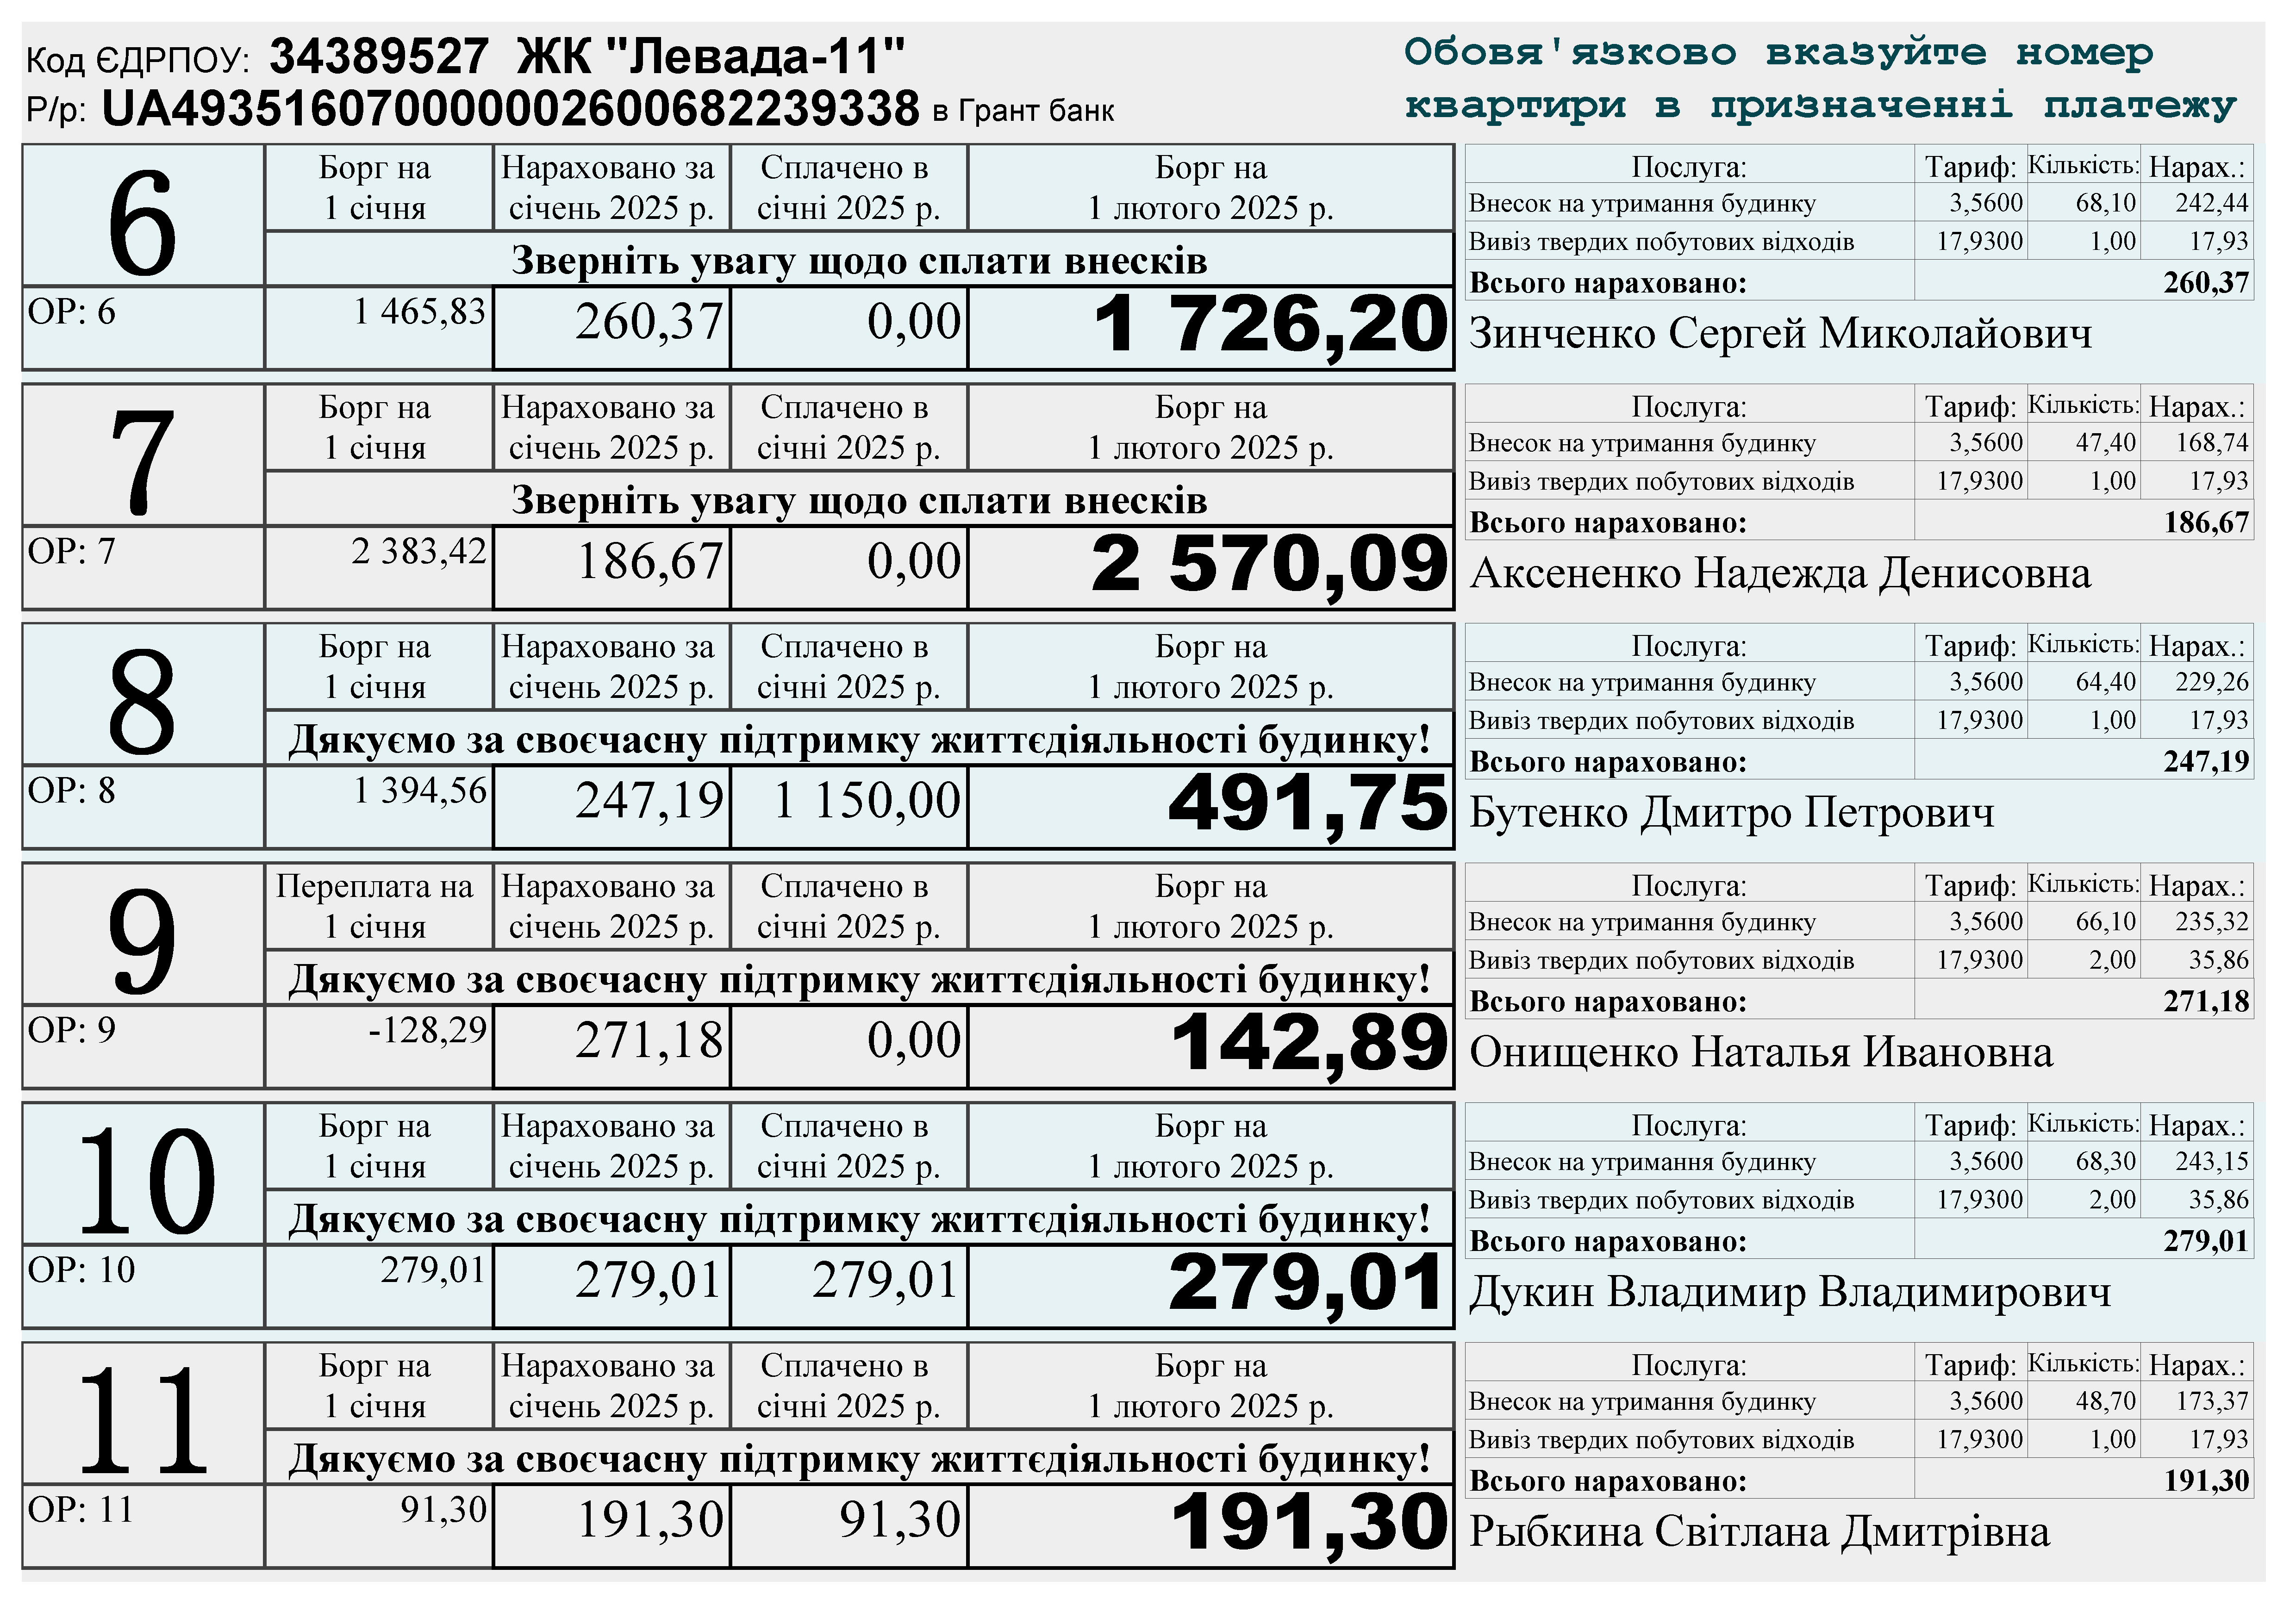 Код ЄДРПОУ: 34389527 ЖК "Левада-11"
Р/р: UA493516070000002600682239338 в Грант банк
Обовя'язково вказуйте номер
квартири в призначенні платежу
6 Борг на 1 січня Нараховано за січень 2025 р. Сплачено в січні 2025 р. Борг на 1 лютого 2025 р.
Зверніть увагу щодо сплати внесків
ОР: 6 1 465,83 260,37 0,00 1 726,20
Послуга: Тариф: Кількість: Нарах.:
Внесок на утримання будинку 3,5600 68,10 242,44
Вивіз твердих побутових відходів 17,9300 1,00 17,93
Всього нараховано: 260,37
Зинченко Сергей Миколайович
7 Борг на 1 січня Нараховано за січень 2025 р. Сплачено в січні 2025 р. Борг на 1 лютого 2025 р.
Зверніть увагу щодо сплати внесків
ОР: 7 2 383,42 186,67 0,00 2 570,09
Послуга: Тариф: Кількість: Нарах.:
Внесок на утримання будинку 3,5600 47,40 168,74
Вивіз твердих побутових відходів 17,9300 1,00 17,93
Всього нараховано: 186,67
Аксененко Надежда Денисовна
8 Борг на 1 січня Нараховано за січень 2025 р. Сплачено в січні 2025 р. Борг на 1 лютого 2025 р.
Дякуємо за своєчасну підтримку життєдіяльності будинку!
ОР: 8 1 394,56 247,19 1 150,00 491,75
Послуга: Тариф: Кількість: Нарах.:
Внесок на утримання будинку 3,5600 64,40 229,26
Вивіз твердих побутових відходів 17,9300 1,00 17,93
Всього нараховано: 247,19
Бутенко Дмитро Петрович
9 Переплата на 1 січня Нараховано за січень 2025 р. Сплачено в січні 2025 р. Борг на 1 лютого 2025 р.
Дякуємо за своєчасну підтримку життєдіяльності будинку!
ОР: 9 -128,29 271,18 0,00 142,89
Послуга: Тариф: Кількість: Нарах.:
Внесок на утримання будинку 3,5600 66,10 235,32
Вивіз твердих побутових відходів 17,9300 2,00 35,86
Всього нараховано: 271,18
Онищенко Наталья Ивановна
10 Борг на 1 січня Нараховано за січень 2025 р. Сплачено в січні 2025 р. Борг на 1 лютого 2025 р.
Дякуємо за своєчасну підтримку життєдіяльності будинку!
ОР: 10 279,01 279,01 279,01 279,01
Послуга: Тариф: Кількість: Нарах.:
Внесок на утримання будинку 3,5600 68,30 243,15
Вивіз твердих побутових відходів 17,9300 2,00 35,86
Всього нараховано: 279,01
Дукин Владимир Владимирович
11 Борг на 1 січня Нараховано за січень 2025 р. Сплачено в січні 2025 р. Борг на 1 лютого 2025 р.
Дякуємо за своєчасну підтримку життєдіяльності будинку!
ОР: 11 91,30 191,30 91,30 191,30
Послуга: Тариф: Кількість: Нарах.:
Внесок на утримання будинку 3,5600 48,70 173,37
Вивіз твердих побутових відходів 17,9300 1,00 17,93
Всього нараховано: 191,30
Рыбкина Світлана Дмитрівна